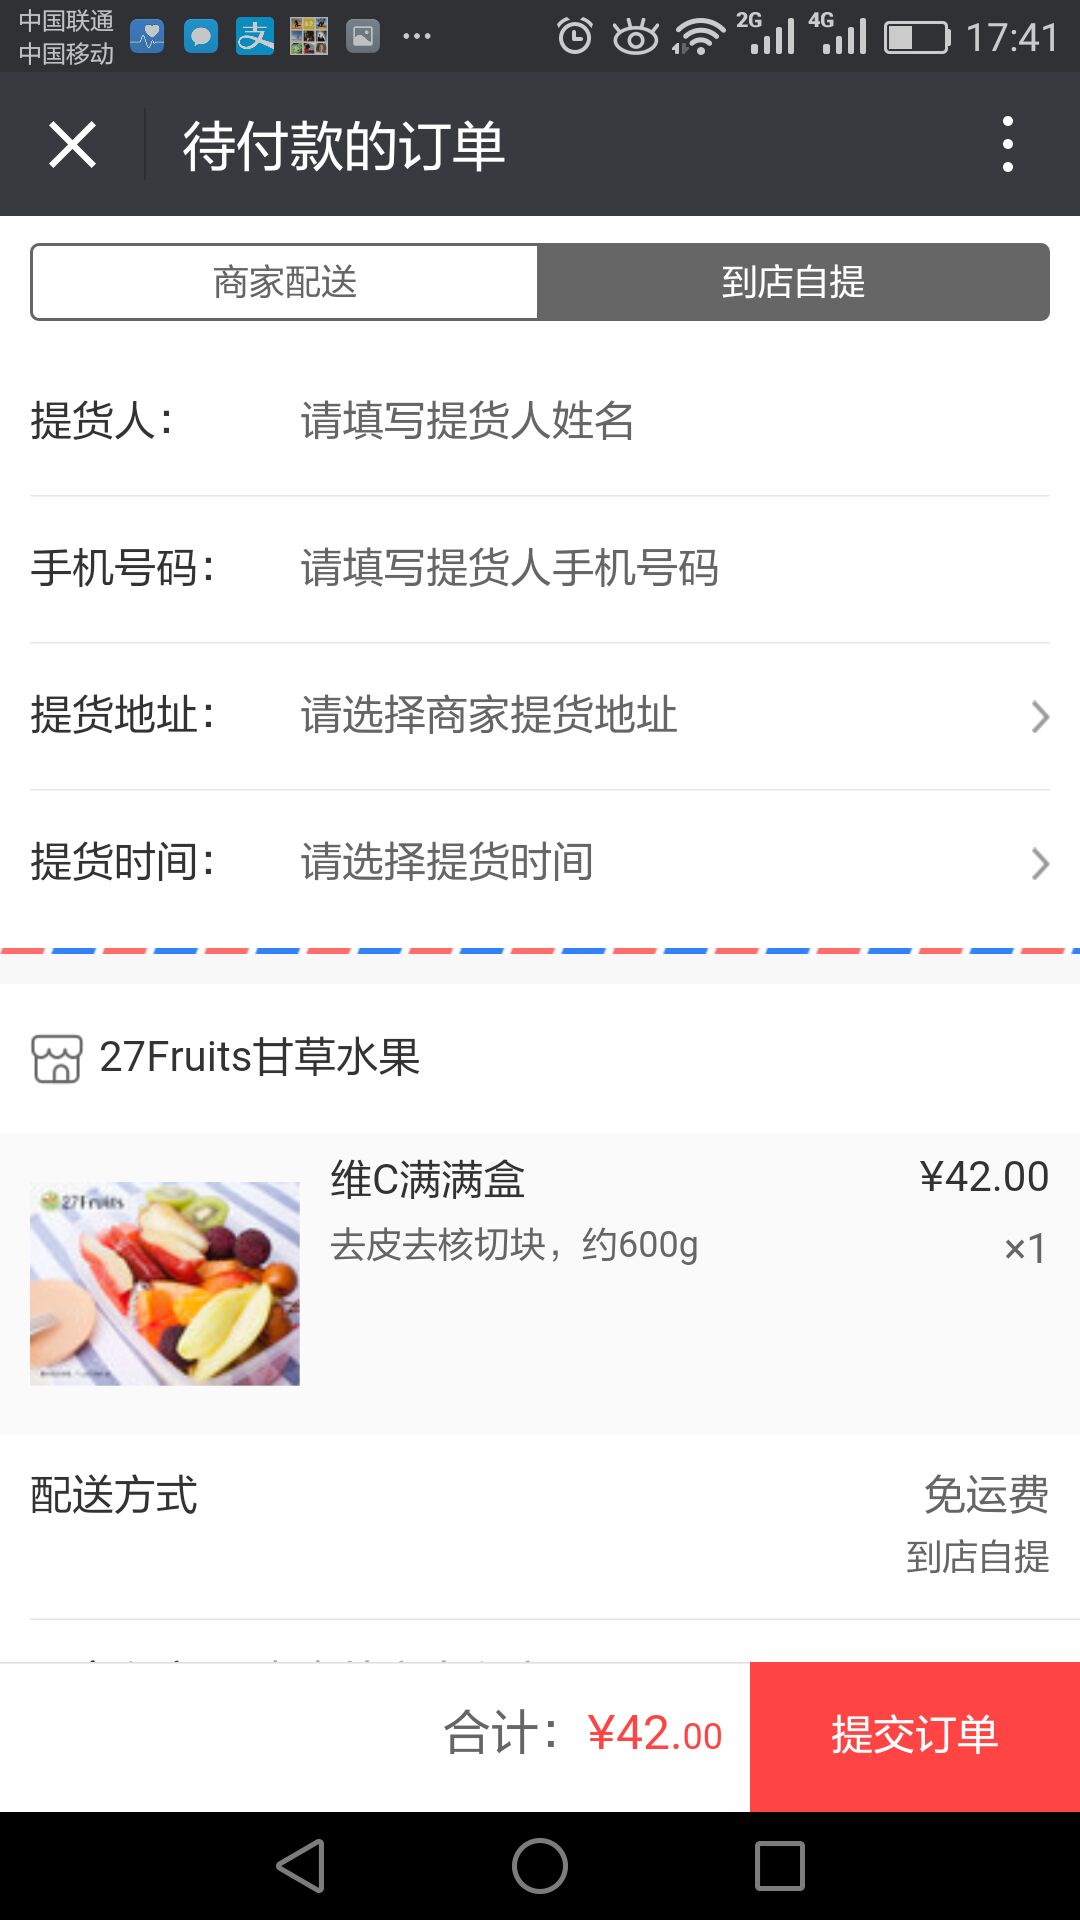 中国联通
中国移动
2G
4G
17:41
待付款的订单
商家配送
到店自提
提货人：
请填写提货人姓名
手机号码：
请填写提货人手机号码
提货地址：
请选择商家提货地址
提货时间：
请选择提货时间
27Fruits甘草水果
27Fruits
维C满满盒
¥42.00
去皮去核切块，约600g
×1
配送方式
免运费
到店自提
合计：¥42.00
提交订单